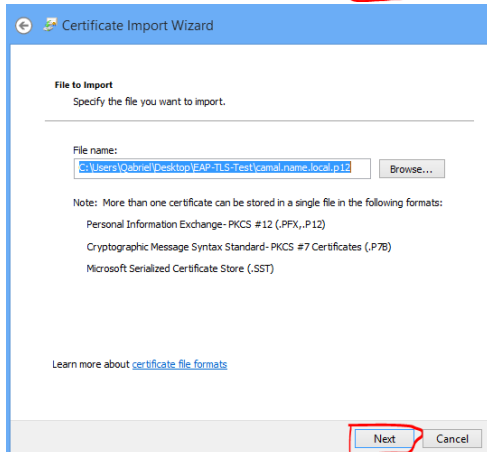 Certificate Import Wizard
File to Import
Specify the file you want to import.
File name:
C:\Users\Qabriel\Desktop\EAP-TLS-Test\camal.name.local.p12
Browse...
Note: More than one certificate can be stored in a single file in the following formats:
Personal Information Exchange- PKCS #12 (.PFX,.P12)
Cryptographic Message Syntax Standard- PKCS #7 Certificates (.P7B)
Microsoft Serialized Certificate Store (.SST)
Learn more about certificate file formats
Next
Cancel